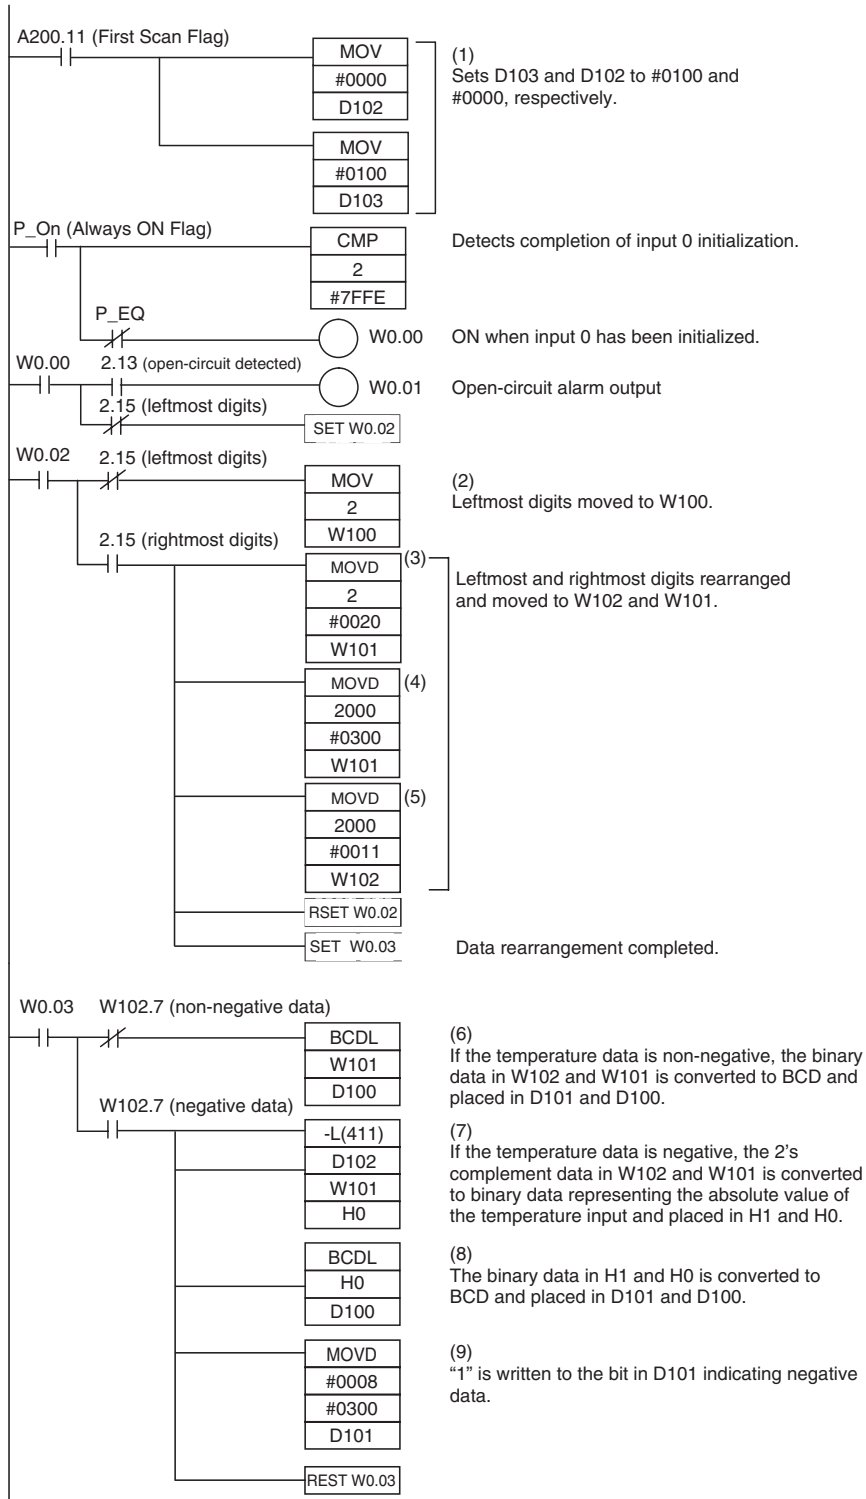 A200.11 (First Scan Flag)
MOV
#0000
D102
(1)
Sets D103 and D102 to #0100 and
#0000, respectively.
MOV
#0100
D103
P_On (Always ON Flag)
CMP
2
#7FFE
Detects completion of input 0 initialization.
P_EQ
W0.00
ON when input 0 has been initialized.
W0.00
2.13 (open-circuit detected)
W0.01
Open-circuit alarm output
2.15 (leftmost digits)
SET W0.02
W0.02
2.15 (leftmost digits)
MOV
2
W100
(2)
Leftmost digits moved to W100.
2.15 (rightmost digits)
MOVD
2
#0020
W101
(3)
Leftmost and rightmost digits rearranged
and moved to W102 and W101.
MOVD
2000
#0300
W101
(4)
MOVD
2000
#0011
W102
(5)
RSET W0.02
SET W0.03
Data rearrangement completed.
W0.03
W102.7 (non-negative data)
BCDL
W101
D100
(6)
If the temperature data is non-negative, the binary
data in W102 and W101 is converted to BCD and
placed in D101 and D100.
W102.7 (negative data)
-L(411)
D102
W101
H0
(7)
If the temperature data is negative, the 2's
complement data in W102 and W101 is converted
to binary data representing the absolute value of
the temperature input and placed in H1 and H0.
BCDL
H0
D100
(8)
The binary data in H1 and H0 is converted to
BCD and placed in D101 and D100.
MOVD
#0008
#0300
D101
(9)
“1” is written to the bit in D101 indicating negative
data.
REST W0.03